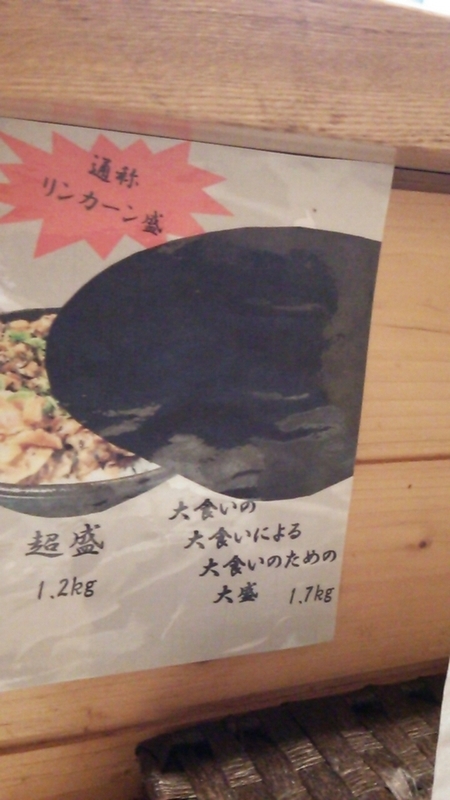 通称
リンカーン盛
超盛
1.2kg
大食いの
大食いによる
大食いのための
大盛 1.7kg